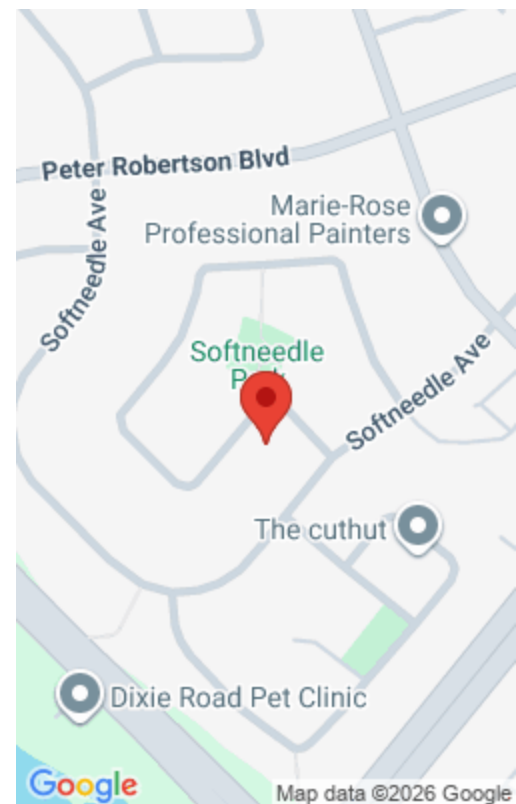 Peter Robertson Blvd
Marie-Rose
Professional Painters
Softneedle Ave
Softneedle
Park
Softneedle Ave
The cuthut
Dixie Road Pet Clinic
Google
Map data ©2026 Google